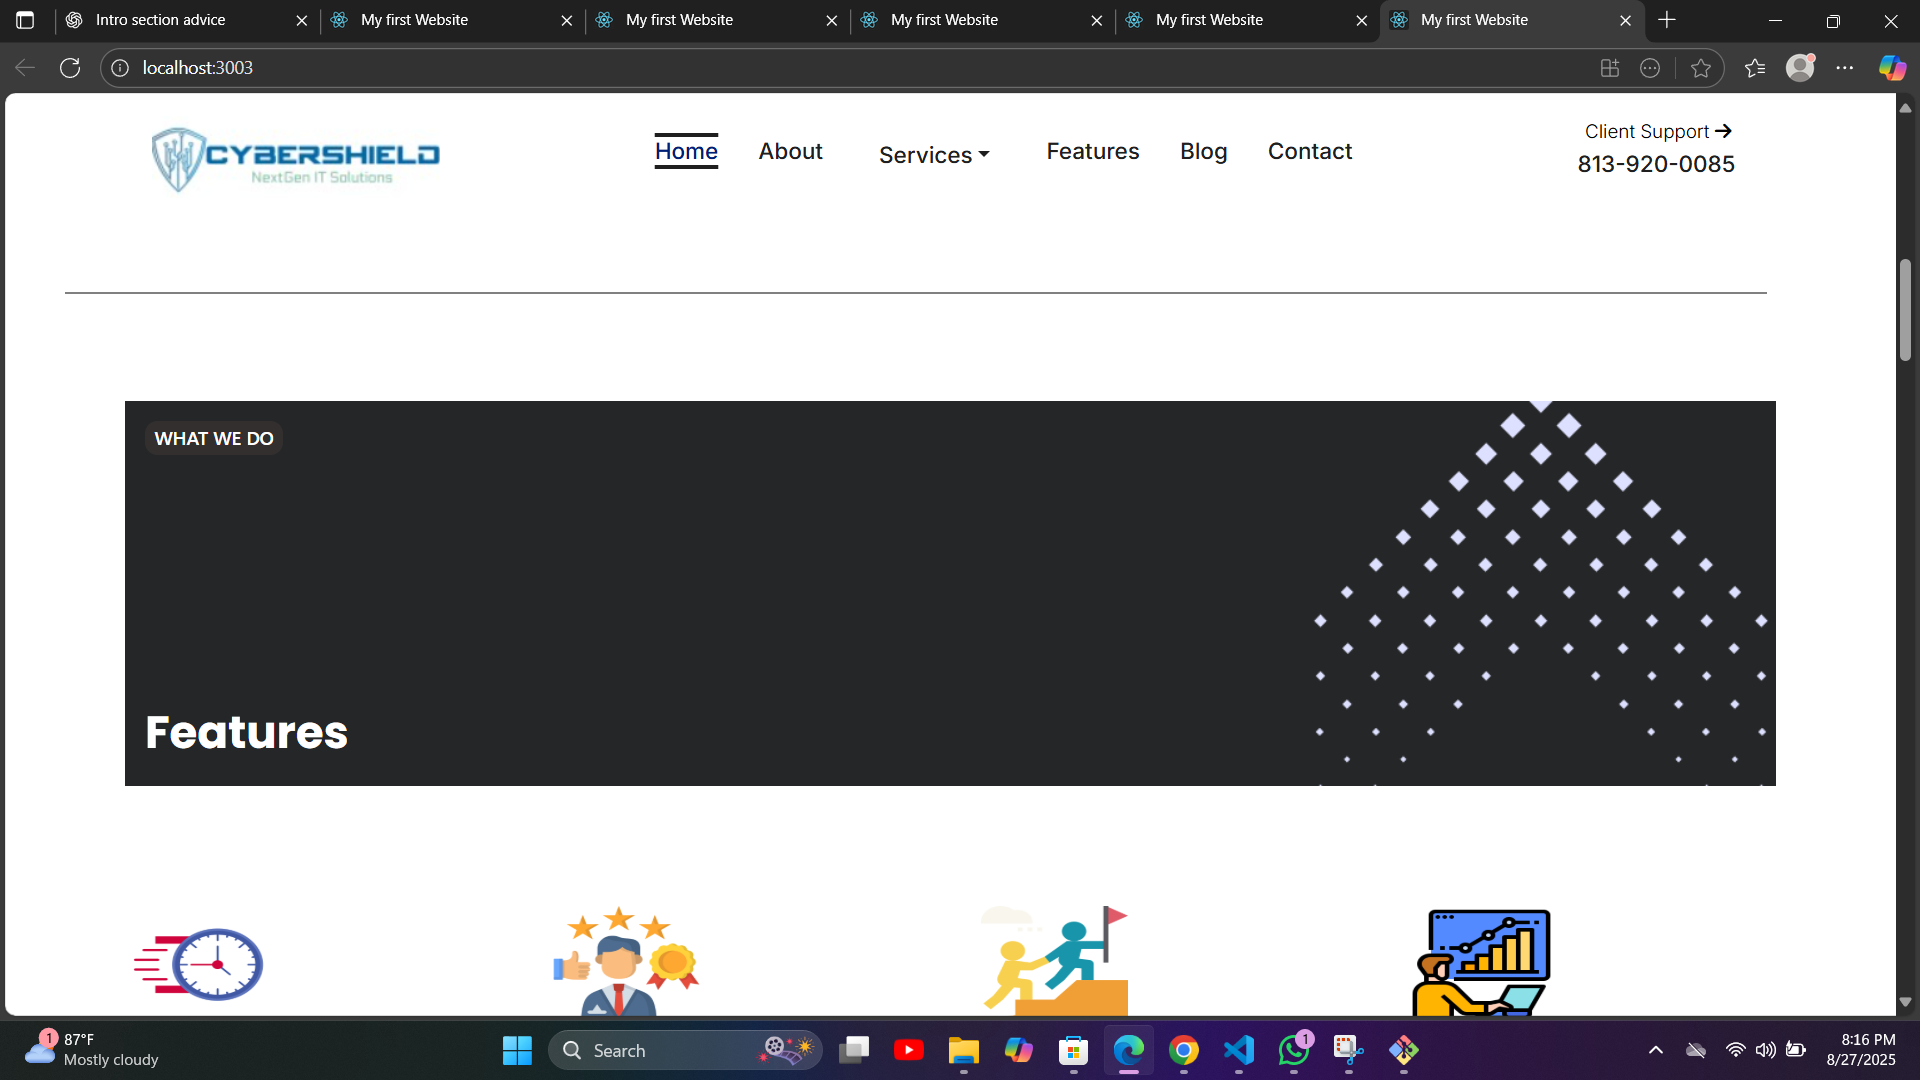 Intro section advice
My first Website
My first Website
My first Website
My first Website
My first Website
localhost:3003
CYBERSHIELD
NextGen IT Solutions
Home
About
Services
Features
Blog
Contact
Client Support →
813-920-0085
WHAT WE DO
Features
1
87°F
Mostly cloudy
Search
1
8:16 PM
8/27/2025